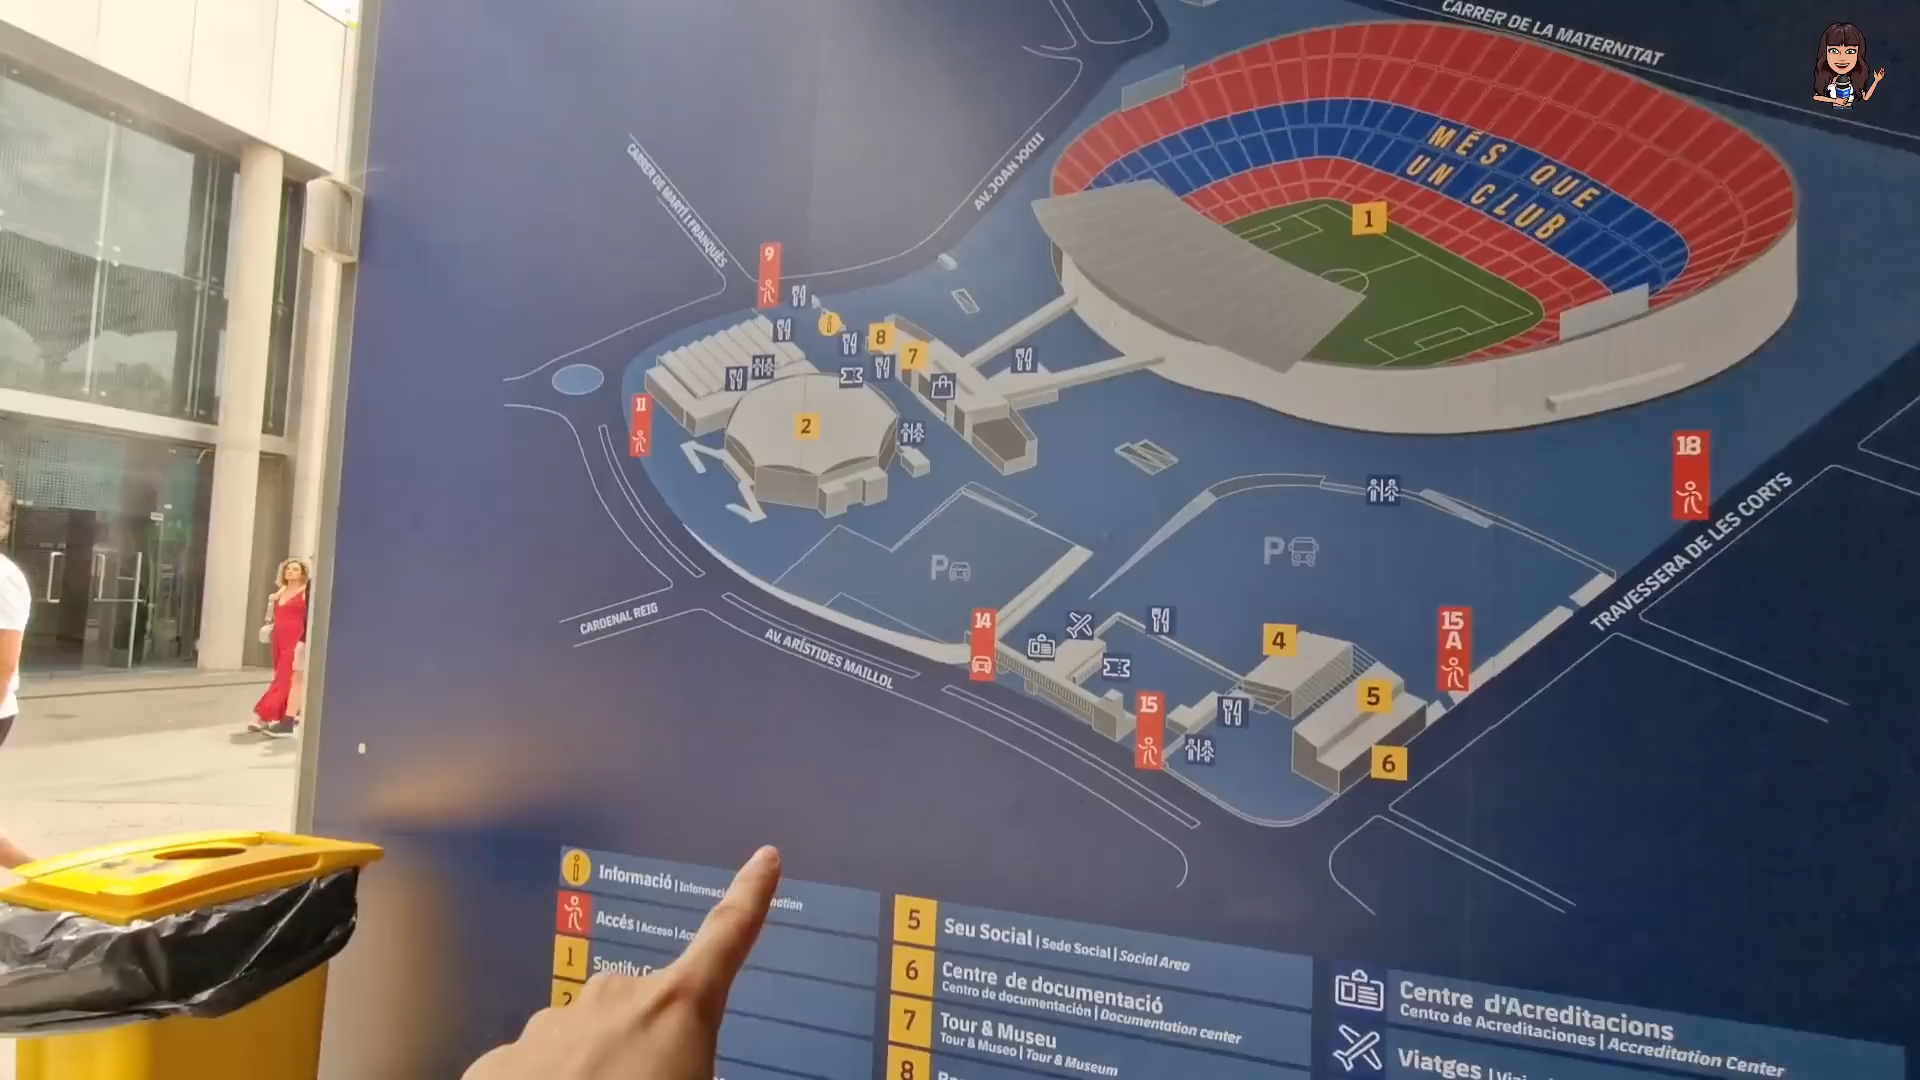 CARRER DE LA MATERNITAT
MÉS QUE
UN CLUB
1
AV. JOAN XXIII
CARRER DE MARTÍ I FRANQUÈS
9
8
7
2
11
18
P
P
TRAVESSERA DE LES CORTS
CARDENAL REIG
AV. ARÍSTIDES MAILLOL
14
4
15
A
5
15
6
i Informació |
Accés | Acceso |
1 Spotify
2
5 Seu Social | Sede Social | Social Area
6 Centre de documentació
Centro de documentación | Documentation center
7 Tour & Museu
Tour & Museo | Tour & Museum
8
Centre d'Acreditacions
Centro de Acreditaciones | Accreditation Center
Viatges |